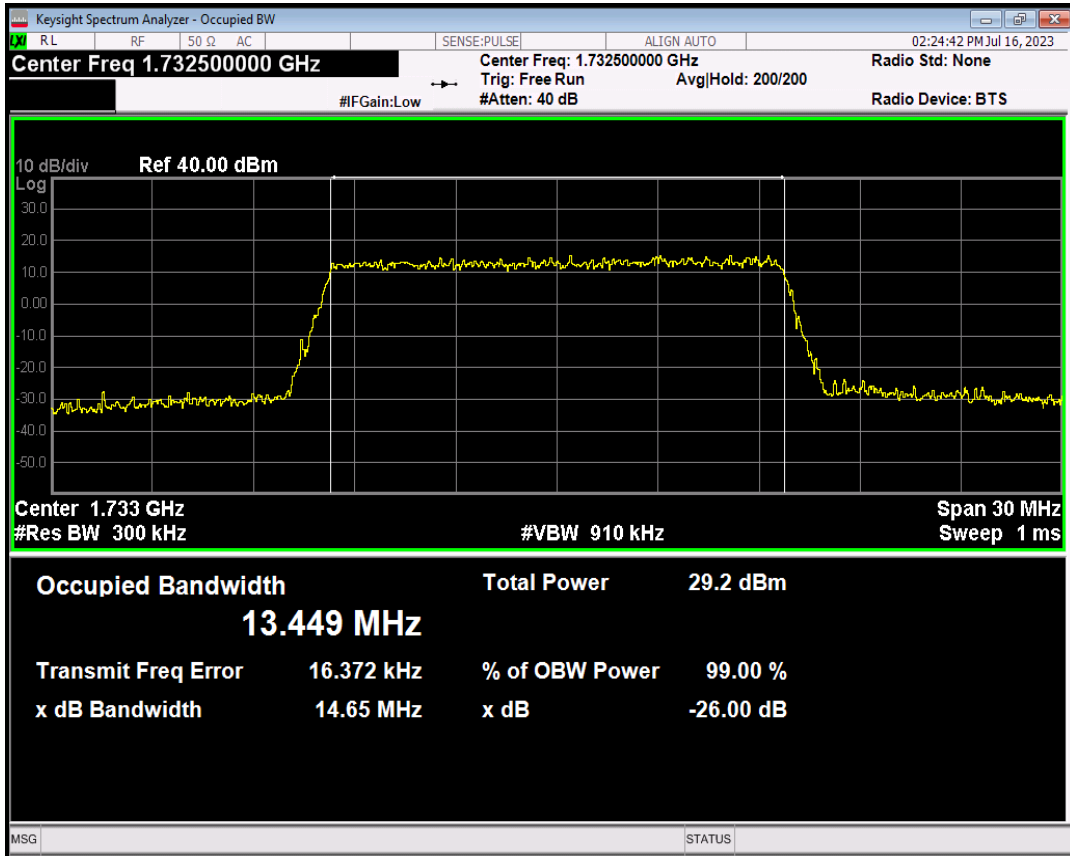 Keysight Spectrum Analyzer - Occupied BW
LXI RL RF 50 Ω AC SENSE:PULSE ALIGN AUTO 02:24:42 PM Jul 16, 2023
Center Freq 1.732500000 GHz
Center Freq: 1.732500000 GHz
Radio Std: None
Trig: Free Run Avg|Hold: 200/200
#IFGain:Low #Atten: 40 dB Radio Device: BTS
10 dB/div Ref 40.00 dBm
Log
30.0
20.0
10.0
0.00
-10.0
-20.0
-30.0
-40.0
-50.0
Center 1.733 GHz Span 30 MHz
#Res BW 300 kHz #VBW 910 kHz Sweep 1 ms
Occupied Bandwidth Total Power 29.2 dBm
13.449 MHz
Transmit Freq Error 16.372 kHz % of OBW Power 99.00 %
x dB Bandwidth 14.65 MHz x dB -26.00 dB
MSG STATUS